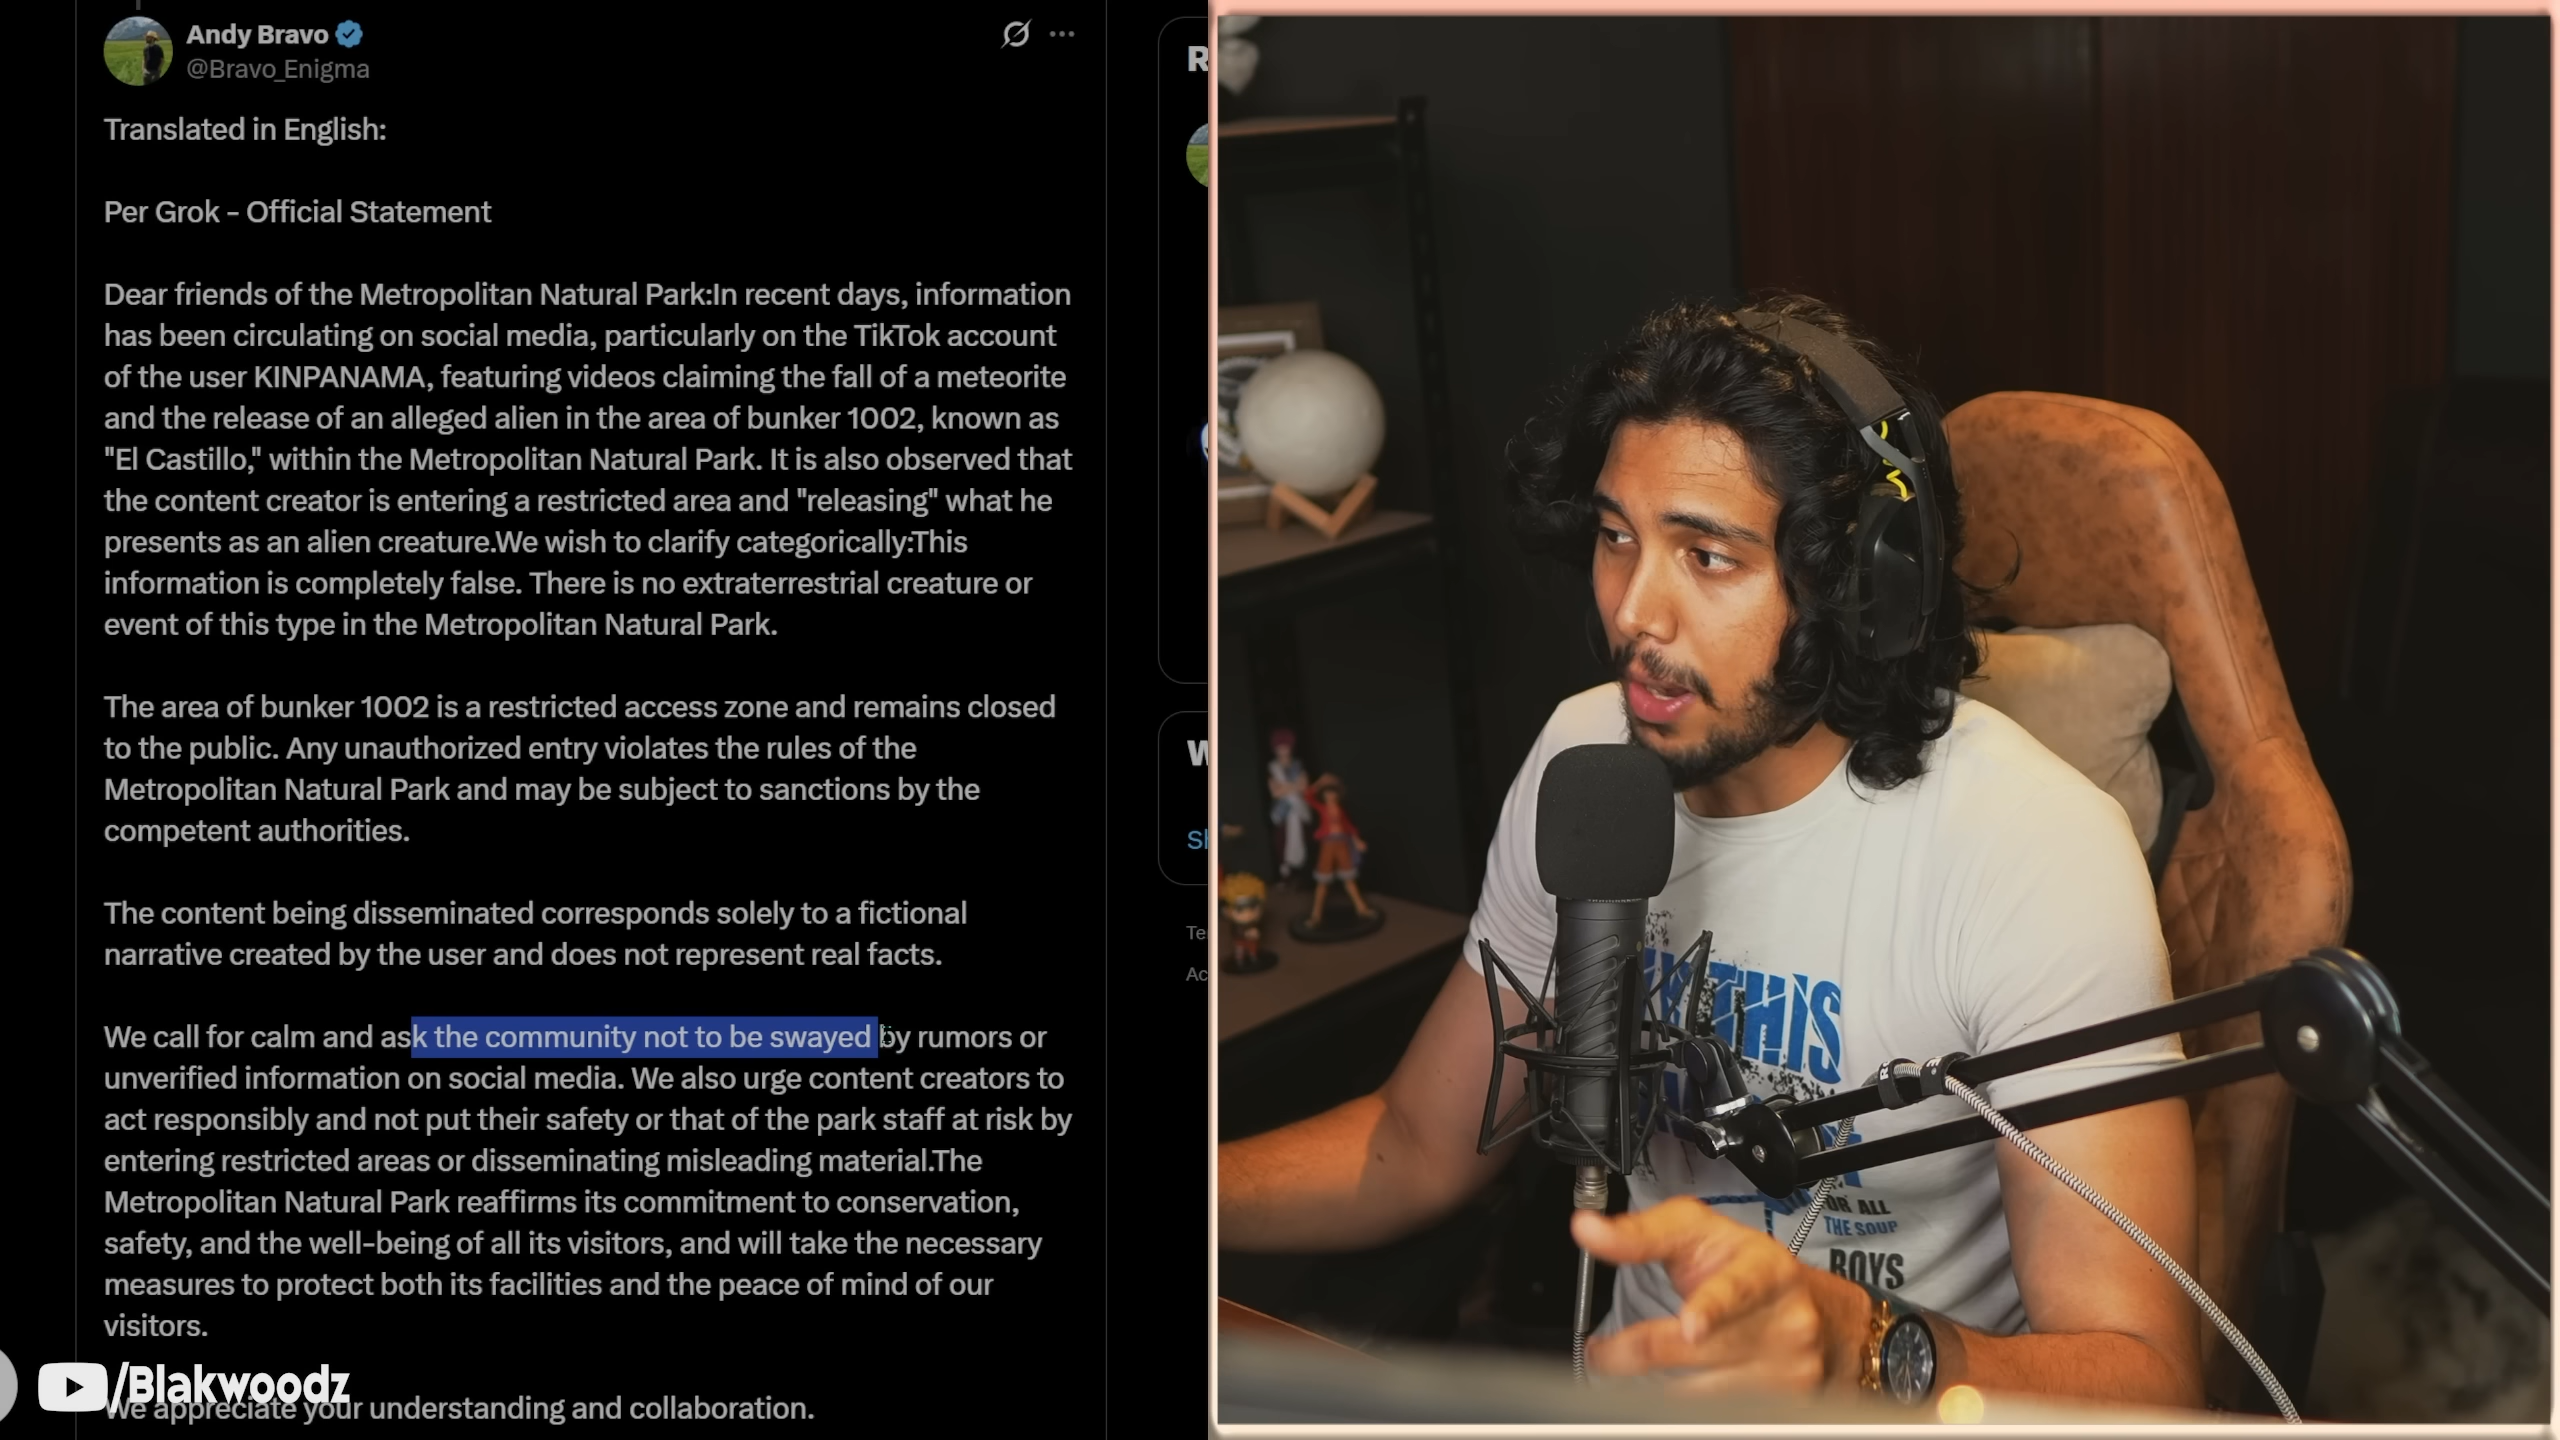 Andy Bravo
@Bravo_Enigma
Translated in English:
Per Grok - Official Statement
Dear friends of the Metropolitan Natural Park:In recent days, information
has been circulating on social media, particularly on the TikTok account
of the user KINPANAMA, featuring videos claiming the fall of a meteorite
and the release of an alleged alien in the area of bunker 1002, known as
"El Castillo," within the Metropolitan Natural Park. It is also observed that
the content creator is entering a restricted area and "releasing" what he
presents as an alien creature.We wish to clarify categorically:This
information is completely false. There is no extraterrestrial creature or
event of this type in the Metropolitan Natural Park.
The area of bunker 1002 is a restricted access zone and remains closed
to the public. Any unauthorized entry violates the rules of the
Metropolitan Natural Park and may be subject to sanctions by the
competent authorities.
The content being disseminated corresponds solely to a fictional
narrative created by the user and does not represent real facts.
We call for calm and ask the community not to be swayed by rumors or
unverified information on social media. We also urge content creators to
act responsibly and not put their safety or that of the park staff at risk by
entering restricted areas or disseminating misleading material.The
Metropolitan Natural Park reaffirms its commitment to conservation,
safety, and the well-being of all its visitors, and will take the necessary
measures to protect both its facilities and the peace of mind of our
visitors.
/Blakwoodz
We appreciate your understanding and collaboration.
R
W
Sh
Te
Ac
THIS
FOR ALL
THE SOUP
BOYS